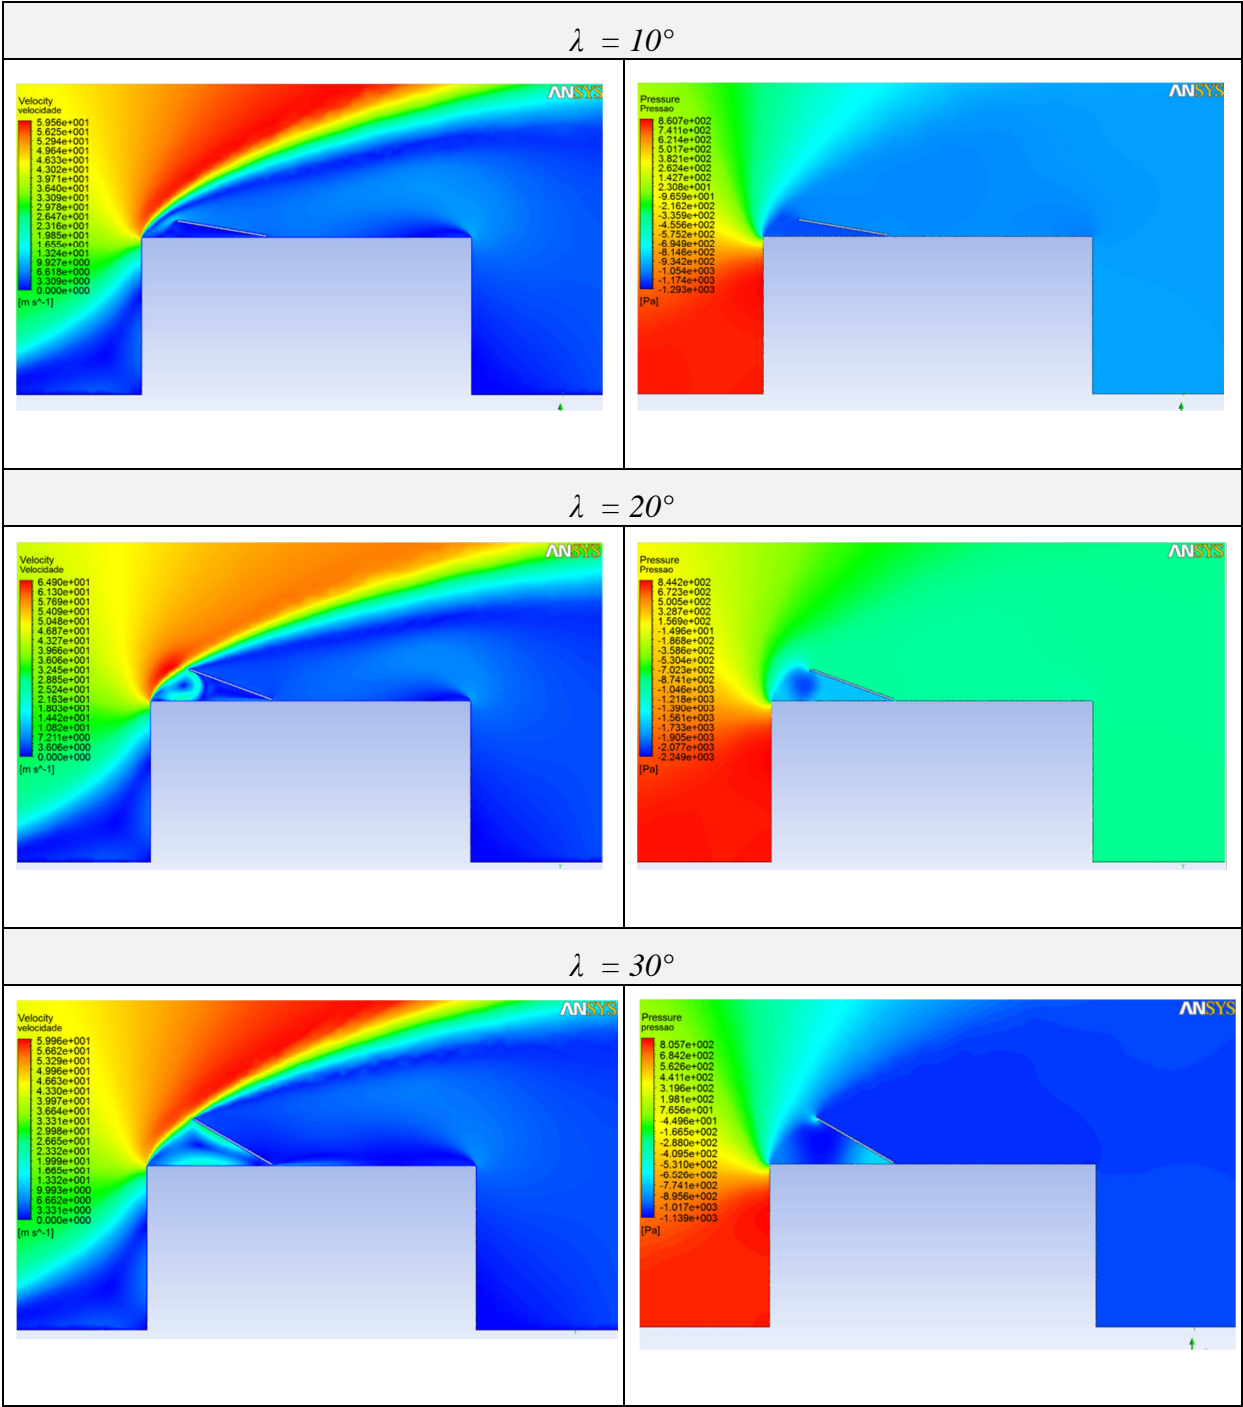 λ = 10°
ANSYS
Velocity
velocidade
5.956e+001
5.625e+001
5.294e+001
4.964e+001
4.633e+001
4.302e+001
3.971e+001
3.640e+001
3.309e+001
2.978e+001
2.647e+001
2.316e+001
1.985e+001
1.655e+001
1.324e+001
9.927e+000
6.618e+000
3.309e+000
0.000e+000
[m s^-1]
ANSYS
Pressure
Pressao
8.607e+002
7.411e+002
6.214e+002
5.017e+002
3.821e+002
2.624e+002
1.427e+002
2.308e+001
-9.659e+001
-2.162e+002
-3.359e+002
-4.556e+002
-5.752e+002
-6.949e+002
-8.146e+002
-9.342e+002
-1.054e+003
-1.174e+003
-1.293e+003
[Pa]
λ = 20°
ANSYS
Velocity
Velocidade
6.490e+001
6.130e+001
5.769e+001
5.409e+001
5.048e+001
4.687e+001
4.327e+001
3.966e+001
3.606e+001
3.245e+001
2.885e+001
2.524e+001
2.163e+001
1.803e+001
1.442e+001
1.082e+001
7.211e+000
3.606e+000
0.000e+000
[m s^-1]
ANSYS
Pressure
Pressao
8.442e+002
6.723e+002
5.005e+002
3.287e+002
1.569e+002
-1.496e+001
-1.868e+002
-3.586e+002
-5.304e+002
-7.023e+002
-8.741e+002
-1.046e+003
-1.218e+003
-1.390e+003
-1.561e+003
-1.733e+003
-1.905e+003
-2.077e+003
-2.249e+003
[Pa]
λ = 30°
ANSYS
Velocity
velocidade
5.996e+001
5.662e+001
5.329e+001
4.996e+001
4.663e+001
4.330e+001
3.997e+001
3.664e+001
3.331e+001
2.998e+001
2.665e+001
2.332e+001
1.999e+001
1.665e+001
1.332e+001
9.993e+000
6.662e+000
3.331e+000
0.000e+000
[m s^-1]
ANSYS
Pressure
pressao
8.057e+002
6.842e+002
5.626e+002
4.411e+002
3.196e+002
1.981e+002
7.656e+001
-4.496e+001
-1.665e+002
-2.880e+002
-4.095e+002
-5.310e+002
-6.526e+002
-7.741e+002
-8.956e+002
-1.017e+003
-1.139e+003
[Pa]